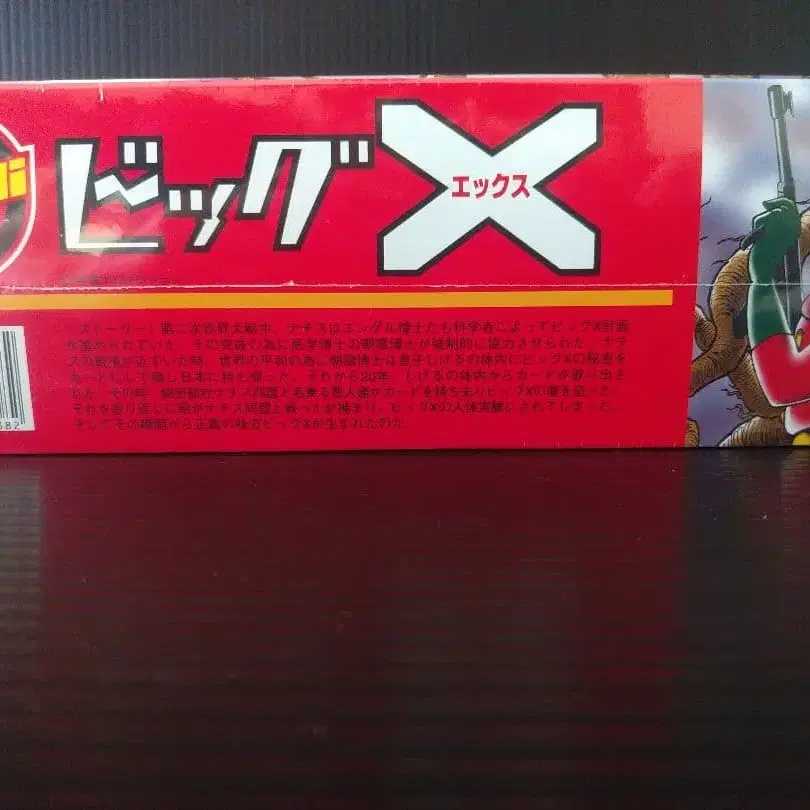 ビッグX
エックス
(ストーリー) 第二次世界大戦中、ナチスはエンゲル博士たち科学者によってビッグX計画
が進められていた。その完成の為に医学博士の朝雲博士が強制的に協力させられた。ナチ
スの敗戦が近ずいた時、世界の平和の為に朝雲博士は息子しげるの体内にビッグXの秘密を
カードにして隠し日本に持ち帰った。それから20年、しげるの体内からカードが取り出さ
れた。その時、ナチス同盟と名乗る悪人達がカードを持ち去りビッグXの薬を造った。
それを取り返しに昭がナチス同盟と戦ったが捕まり、ビッグXの人体実験にされてしまった。
そしてその瞬間から正義の味方ビッグXが生まれたのだ。
382